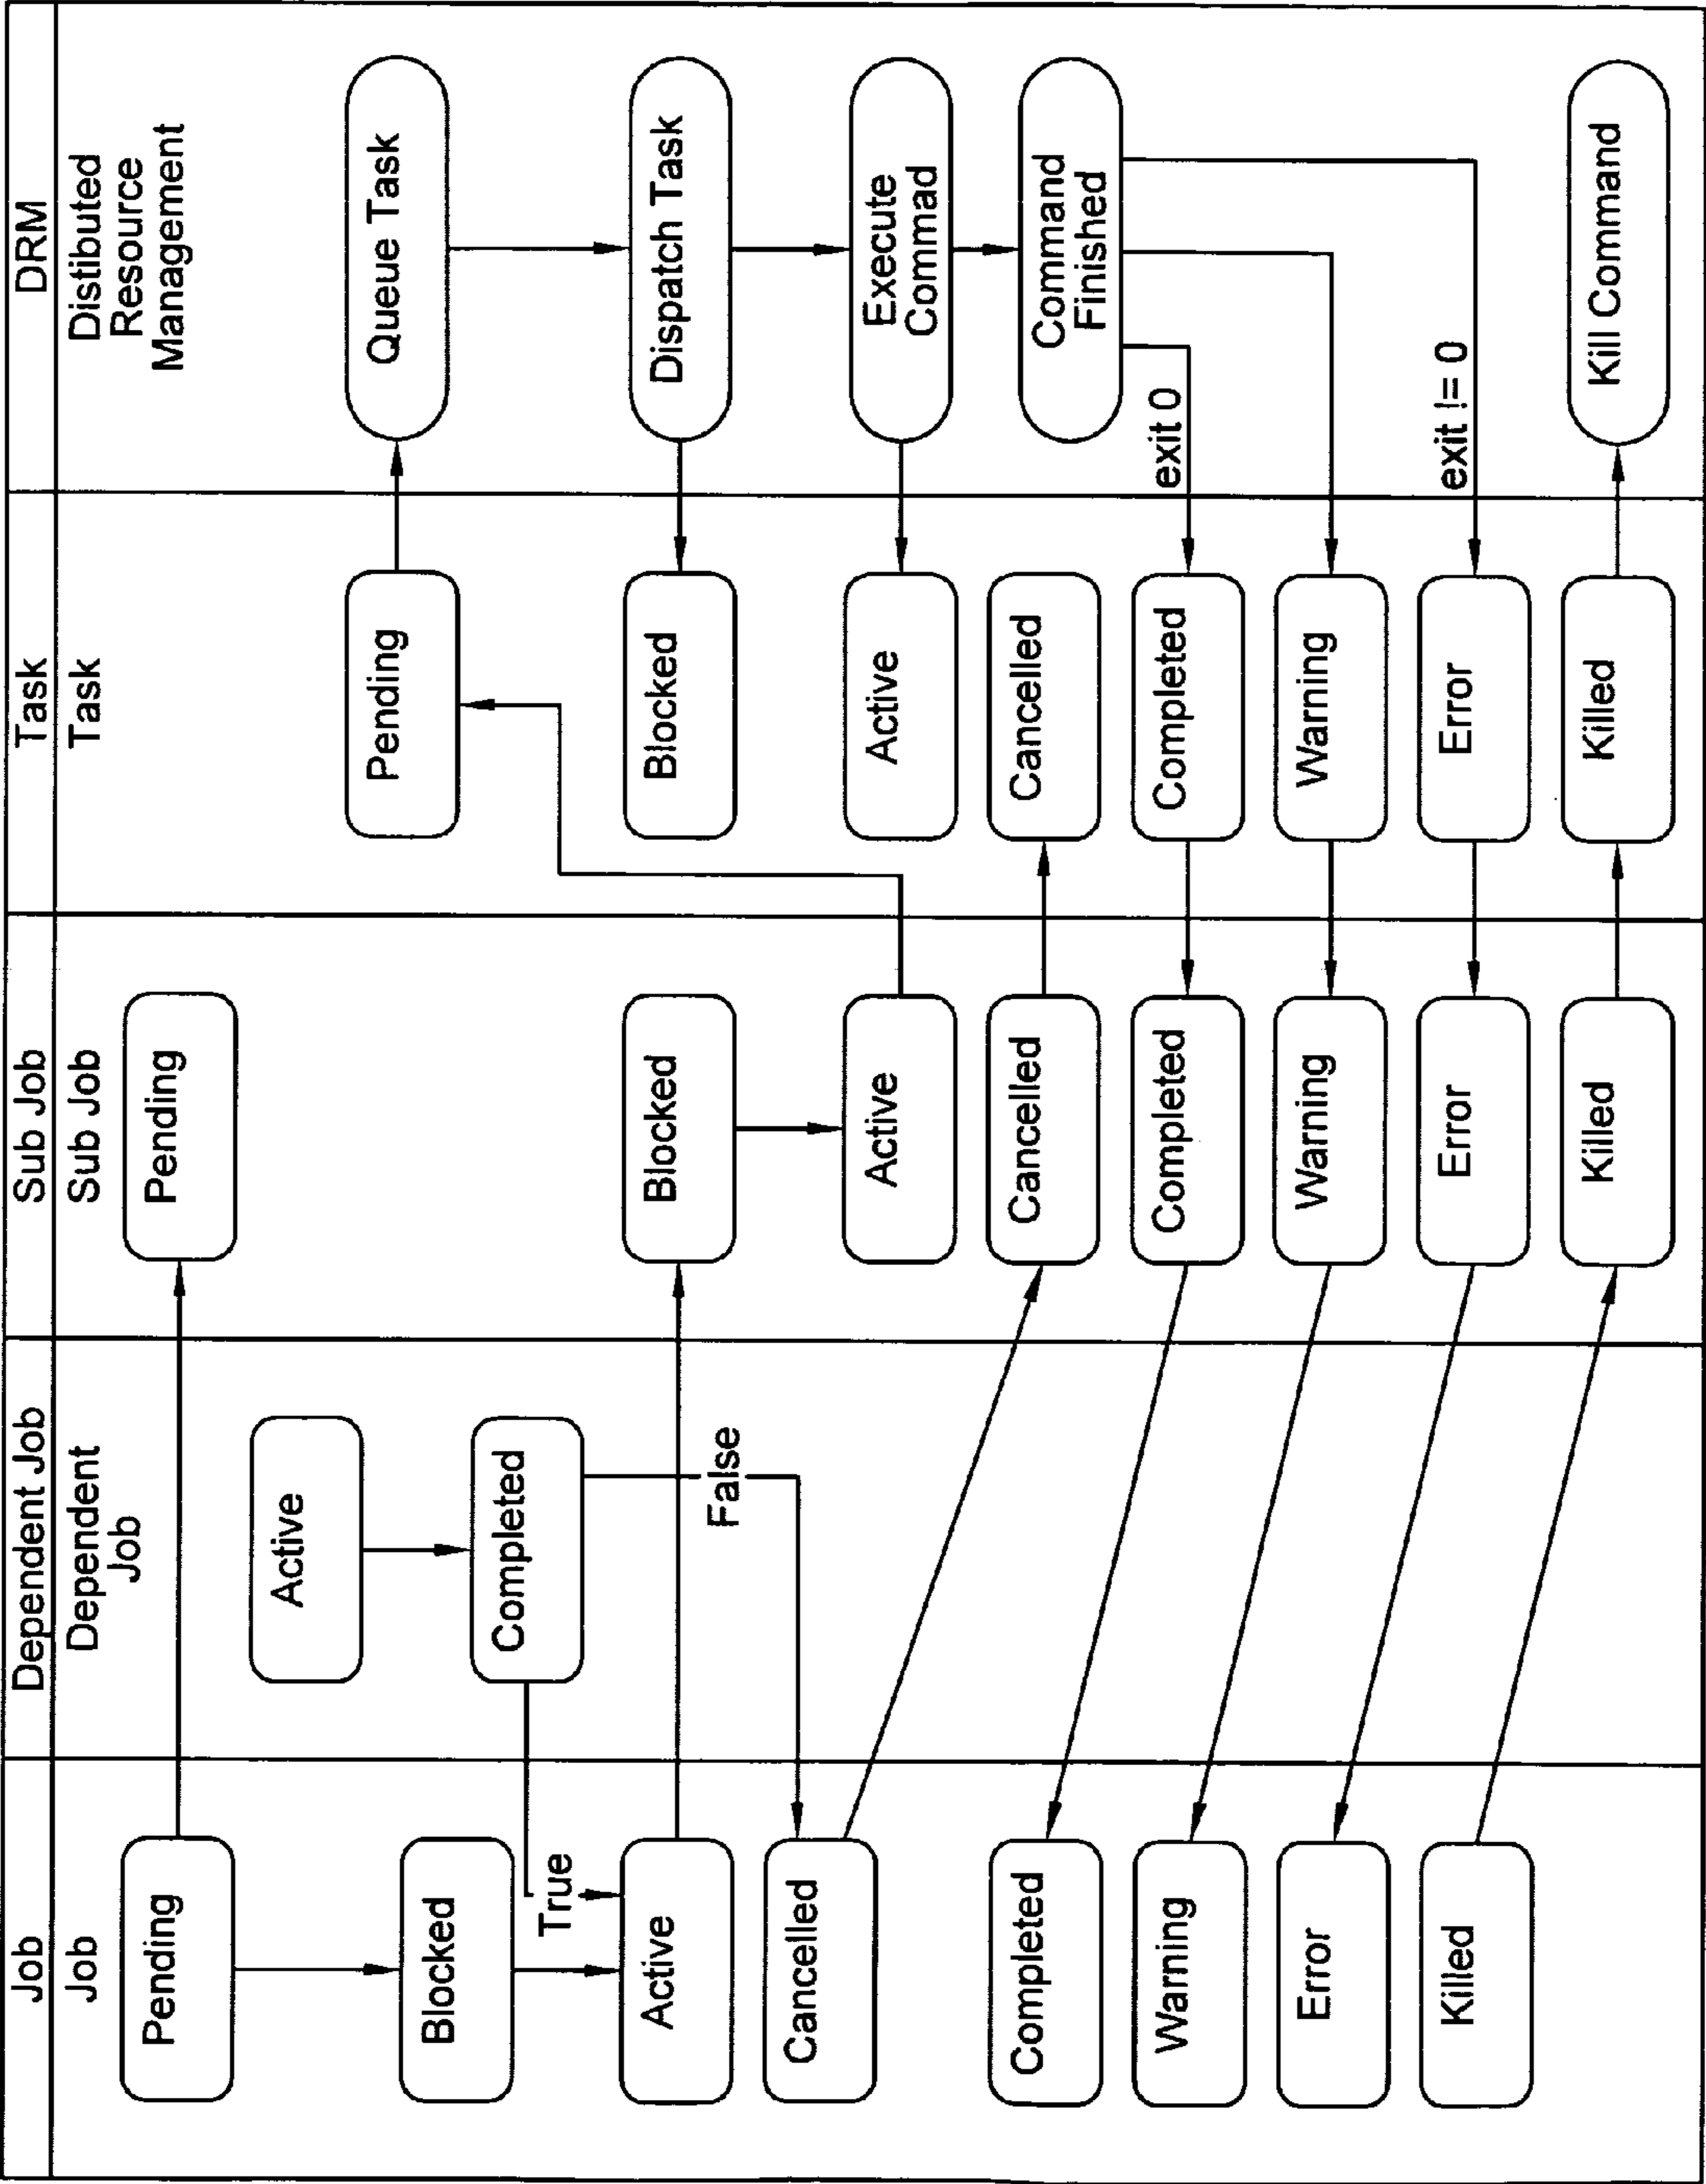 Job
Dependent Job
Sub Job
Task
DRM
Job
Dependent
Job
Sub Job
Task
Distibuted
Resource
Management
Pending
Blocked
True
Active
Cancelled
Completed
Warning
Error
Killed
Active
Completed
False
Pending
Blocked
Active
Cancelled
Completed
Warning
Error
Killed
Pending
Blocked
Active
Cancelled
Completed
Warning
Error
Killed
Queue Task
Dispatch Task
Execute
Commad
Command
Finished
exit 0
exit != 0
Kill Command